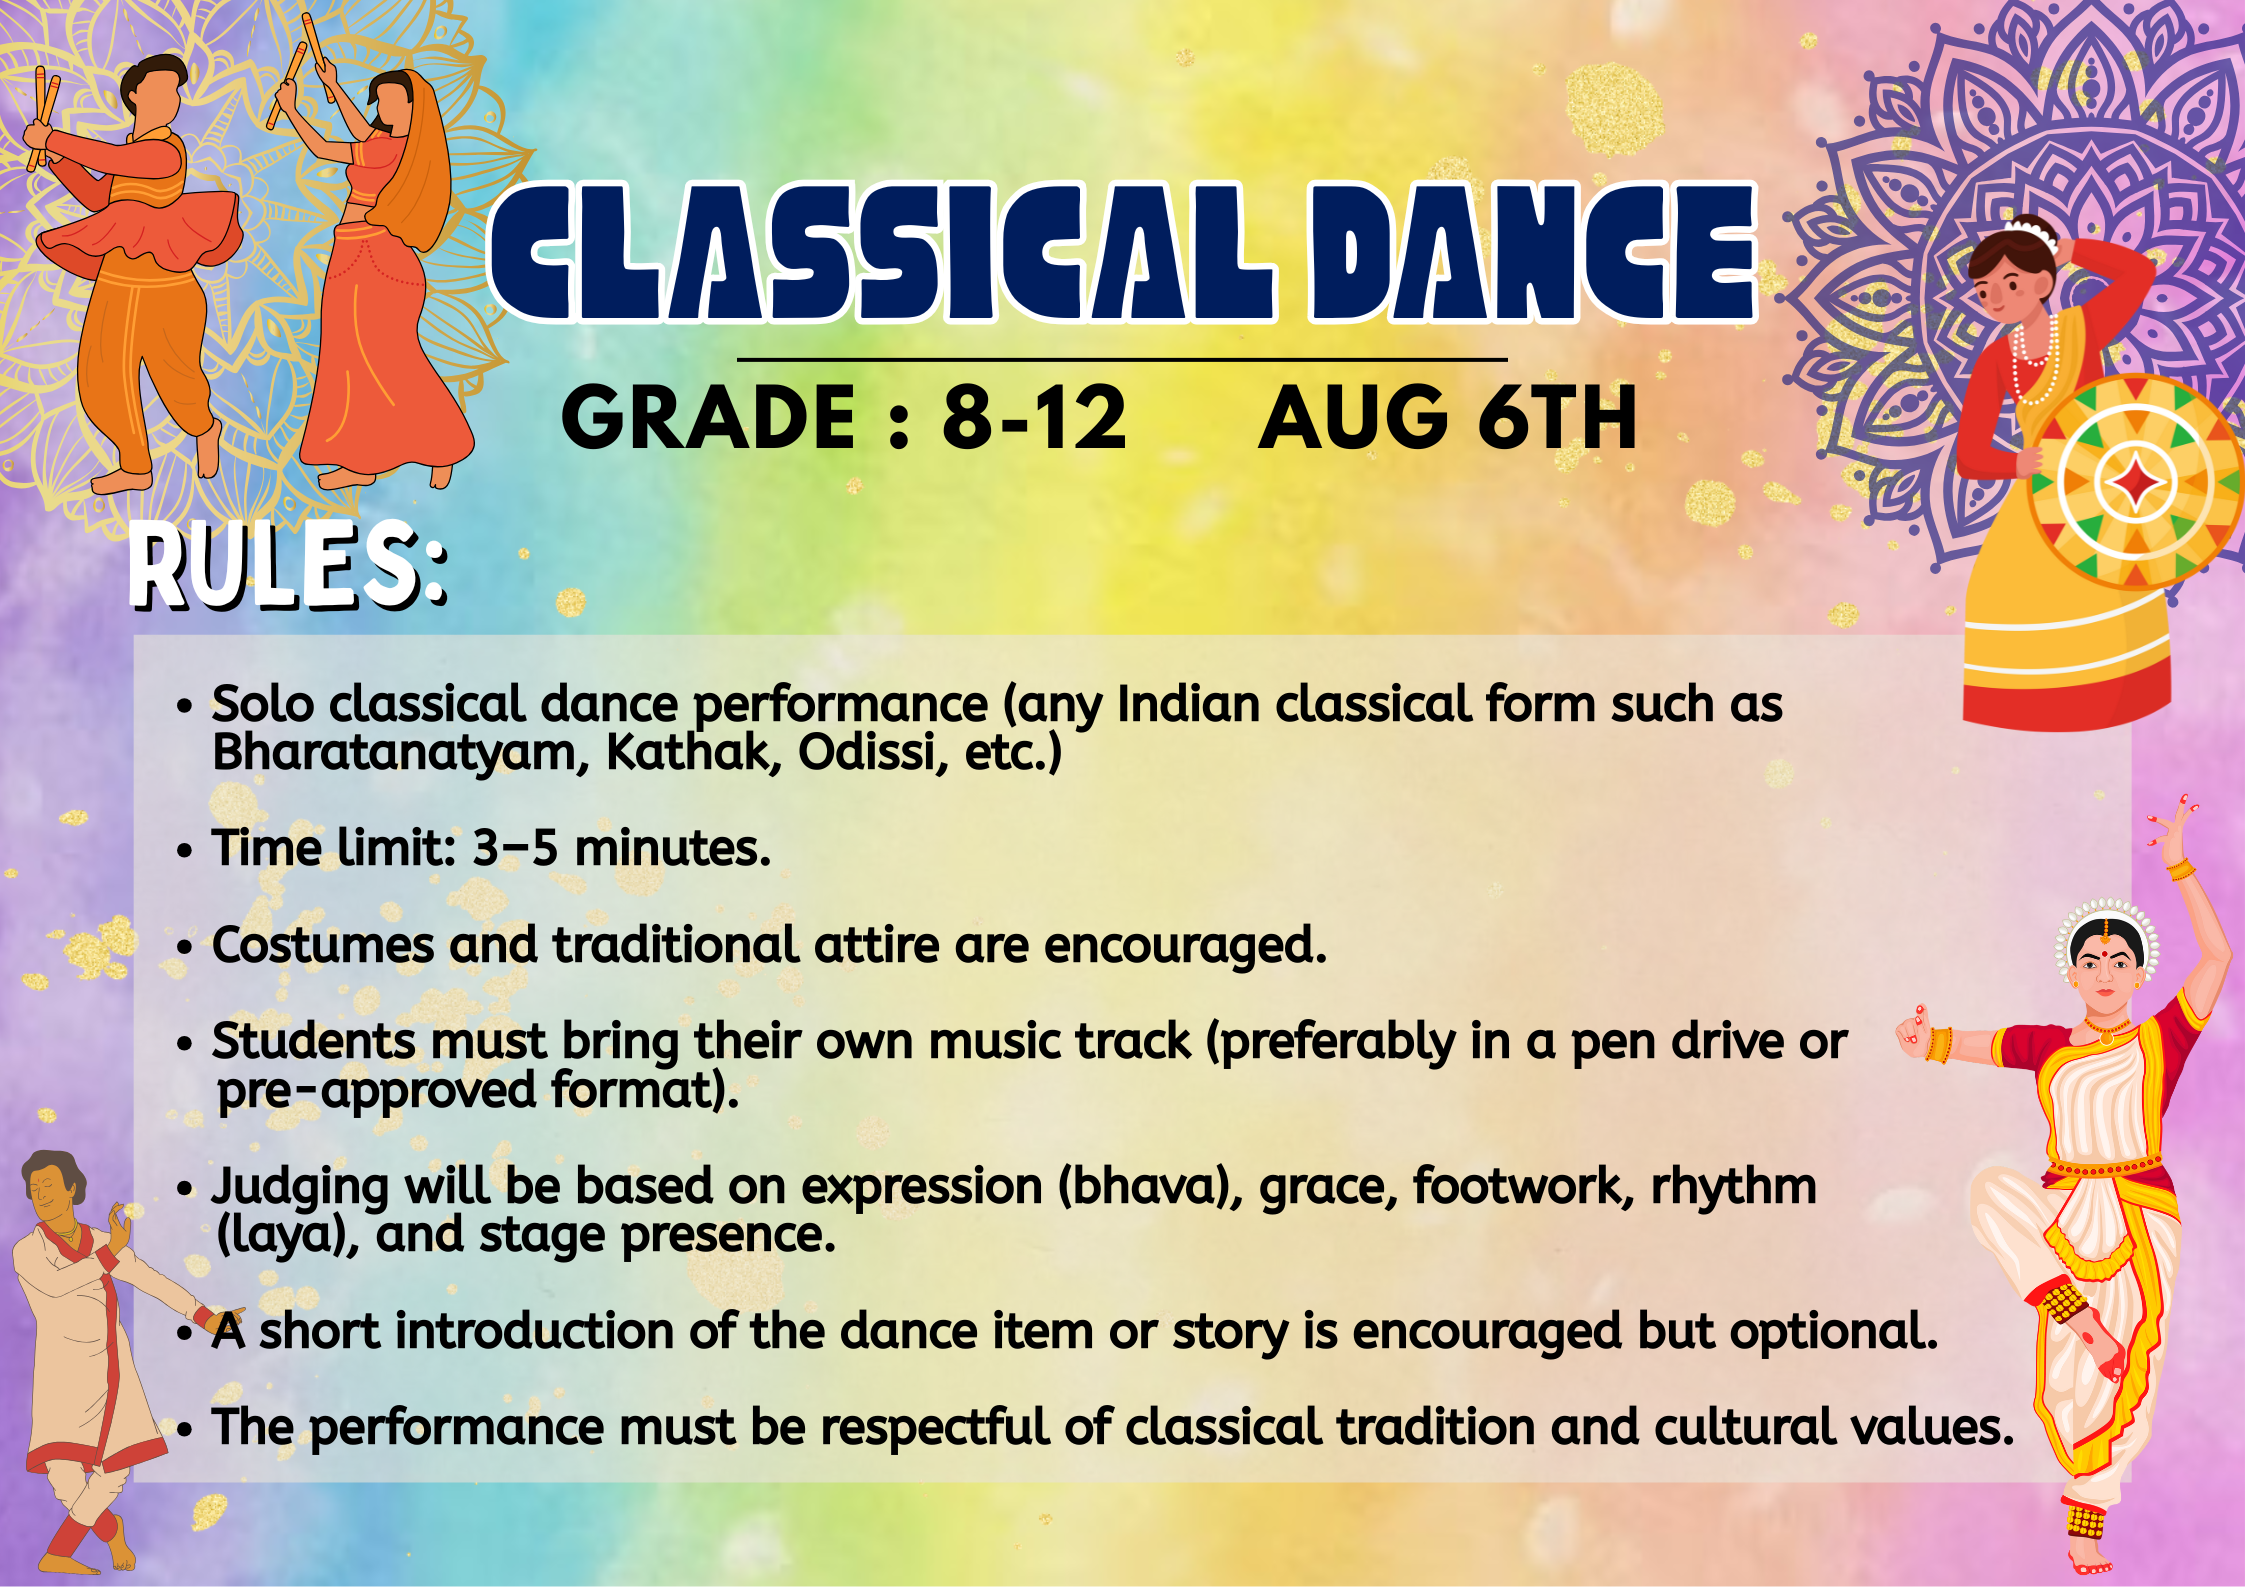 CLASSICAL DANCE
GRADE : 8-12 AUG 6TH
RULES:
• Solo classical dance performance (any Indian classical form such as
Bharatanatyam, Kathak, Odissi, etc.)
• Time limit: 3–5 minutes.
• Costumes and traditional attire are encouraged.
• Students must bring their own music track (preferably in a pen drive or
pre-approved format).
• Judging will be based on expression (bhava), grace, footwork, rhythm
(laya), and stage presence.
• A short introduction of the dance item or story is encouraged but optional.
• The performance must be respectful of classical tradition and cultural values.